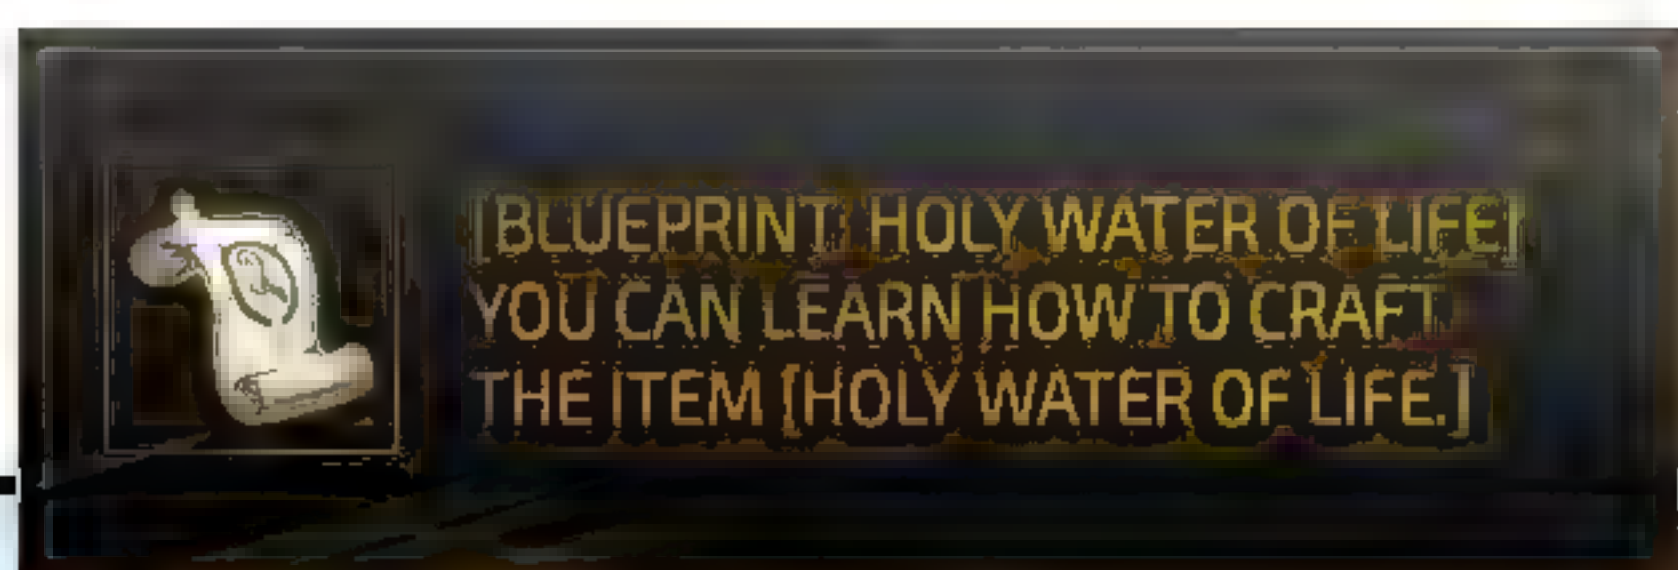 [BLUEPRINT: HOLY WATER OF LIFE]
YOU CAN LEARN HOW TO CRAFT
THE ITEM [HOLY WATER OF LIFE.]